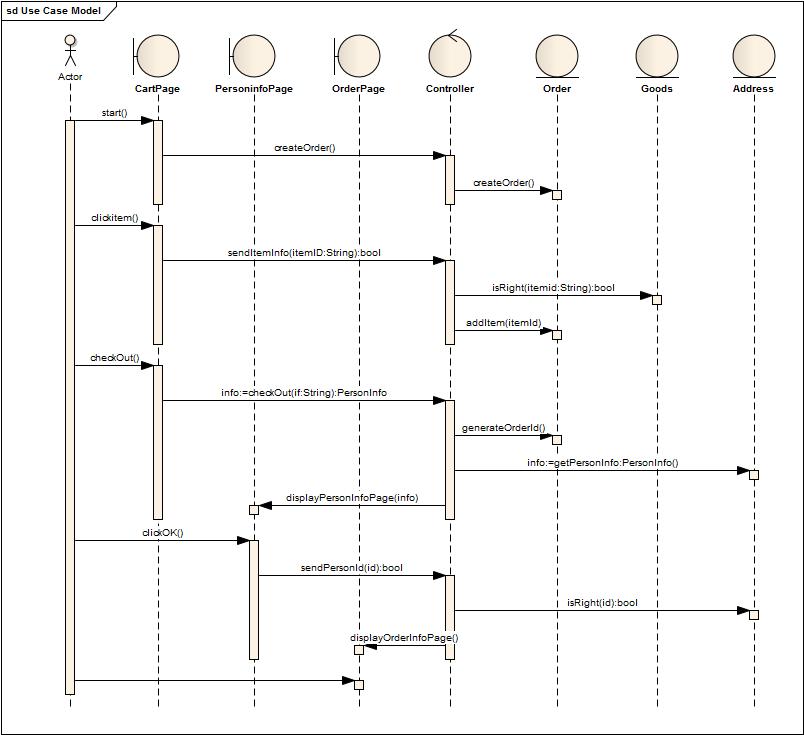 sd Use Case Model
Actor
CartPage
PersoninfoPage
OrderPage
Controller
Order
Goods
Address
start()
createOrder()
createOrder()
clickitem()
sendItemInfo(itemID:String):bool
isRight(itemid:String):bool
addItem(itemId)
checkOut()
info:=checkOut(if:String):PersonInfo
generateOrderId()
info:=getPersonInfo:PersonInfo()
displayPersonInfoPage(info)
clickOK()
sendPersonId(id):bool
isRight(id):bool
displayOrderInfoPage()